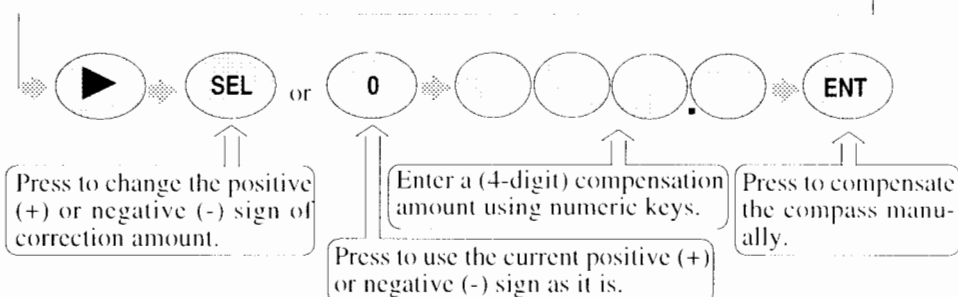 SEL or 0 . ENT
Press to change the positive
(+) or negative (-) sign of
correction amount.
Enter a (4-digit) compensation
amount using numeric keys.
Press to compensate
the compass manu-
ally.
Press to use the current positive (+)
or negative (-) sign as it is.